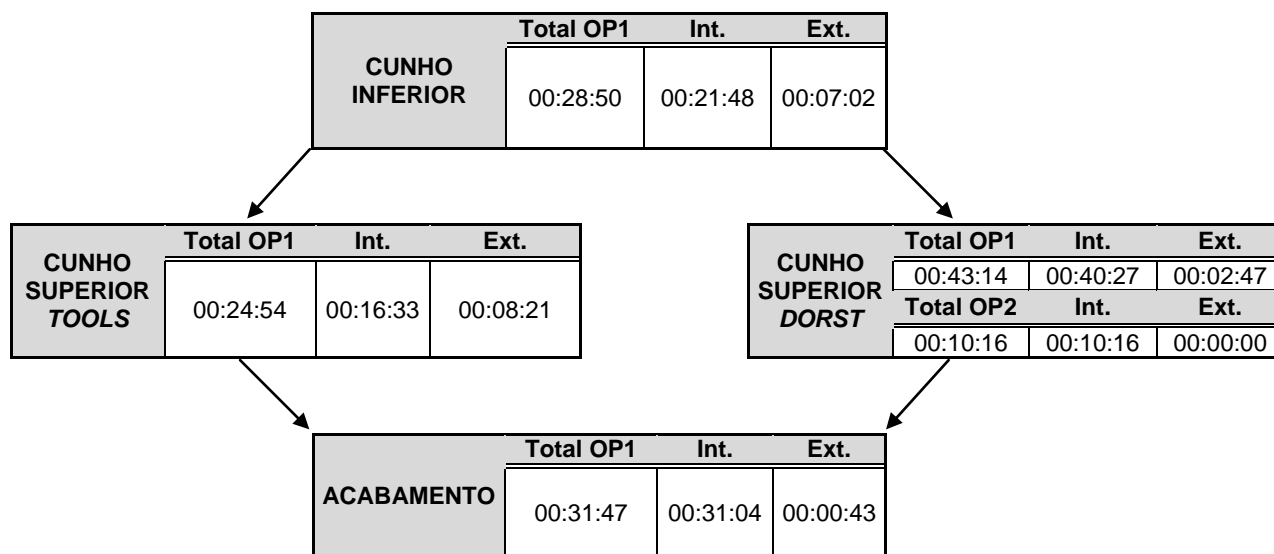 Total OP1 Int. Ext.
CUNHO
INFERIOR
00:28:50 00:21:48 00:07:02
CUNHO
SUPERIOR
TOOLS
Total OP1 Int. Ext.
00:24:54 00:16:33 00:08:21
CUNHO
SUPERIOR
DORST
Total OP1 Int. Ext.
00:43:14 00:40:27 00:02:47
Total OP2 Int. Ext.
00:10:16 00:10:16 00:00:00
ACABAMENTO
Total OP1 Int. Ext.
00:31:47 00:31:04 00:00:43